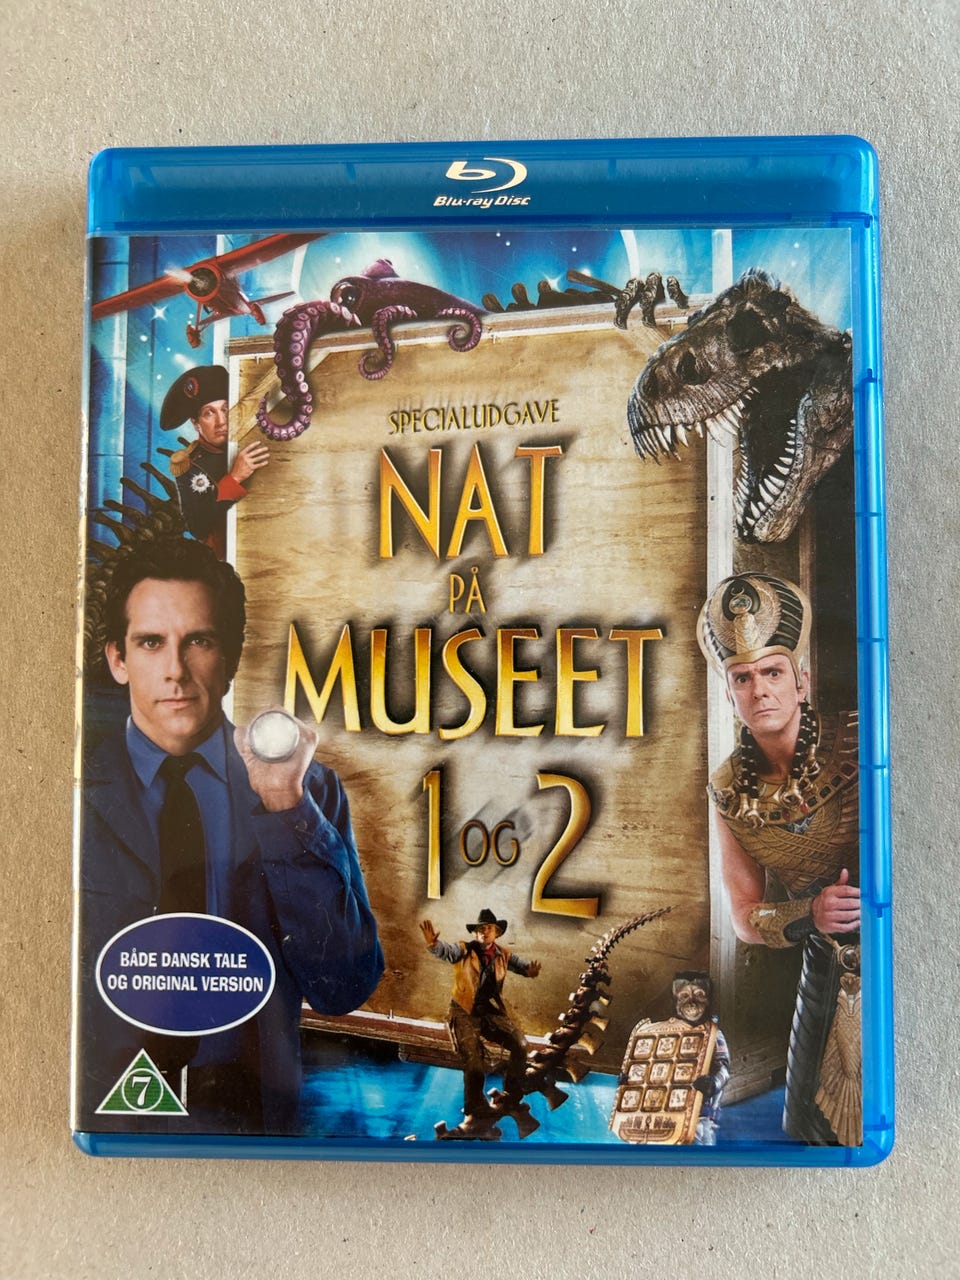 Blu-ray Disc
SPECIALUDGAVE
NAT
PÅ
MUSEET
1 OG 2
BÅDE DANSK TALE
OG ORIGINAL VERSION
7